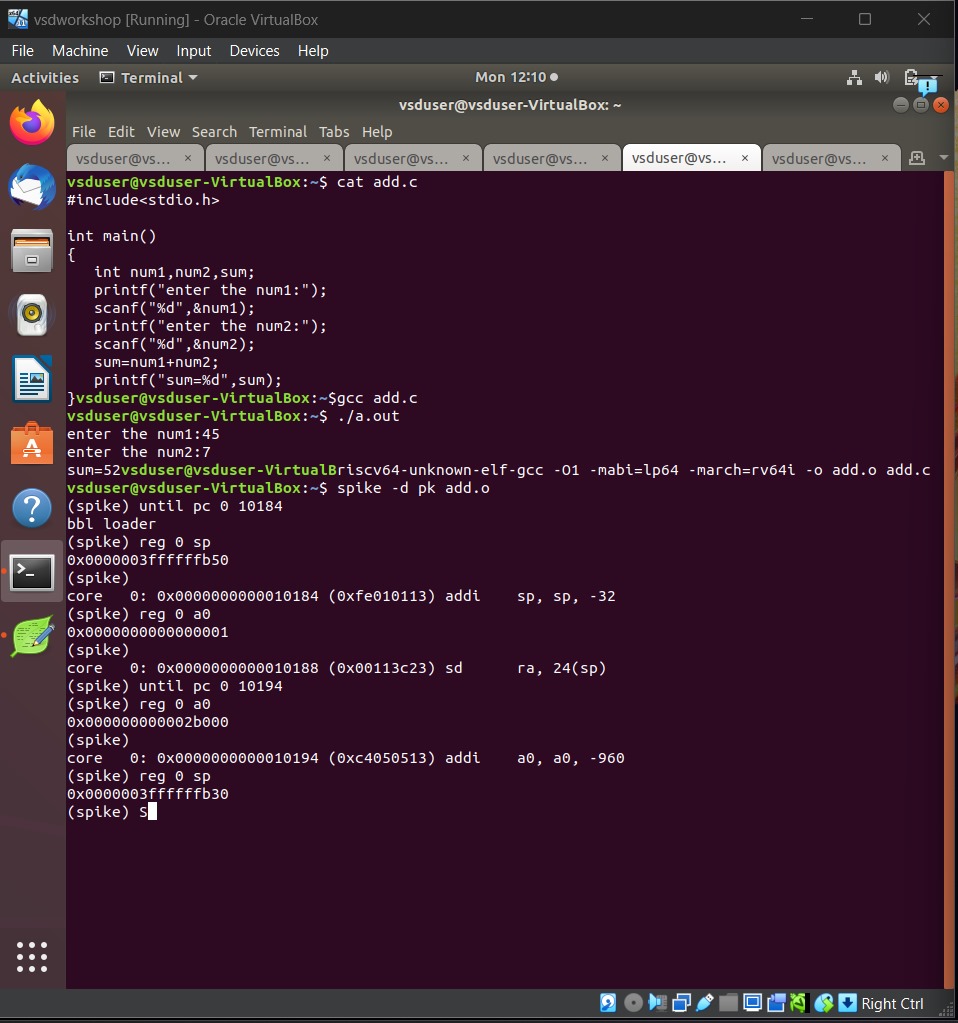 vsdworkshop [Running] - Oracle VirtualBox
File Machine View Input Devices Help
Activities Terminal Mon 12:10
vsduser@vsduser-VirtualBox: ~
File Edit View Search Terminal Tabs Help
vsduser@vs... × vsduser@vs... × vsduser@vs... × vsduser@vs... × vsduser@vs... × vsduser@vs... ×
vsduser@vsduser-VirtualBox:~$ cat add.c
#include<stdio.h>
int main()
{
   int num1,num2,sum;
   printf("enter the num1:");
   scanf("%d",&num1);
   printf("enter the num2:");
   scanf("%d",&num2);
   sum=num1+num2;
   printf("sum=%d",sum);
}vsduser@vsduser-VirtualBox:~$gcc add.c
vsduser@vsduser-VirtualBox:~$ ./a.out
enter the num1:45
enter the num2:7
sum=52vsduser@vsduser-VirtualBriscv64-unknown-elf-gcc -O1 -mabi=lp64 -march=rv64i -o add.o add.c
vsduser@vsduser-VirtualBox:~$ spike -d pk add.o
(spike) until pc 0 10184
bbl loader
(spike) reg 0 sp
0x0000003ffffffb50
(spike)
core   0: 0x0000000000010184 (0xfe010113) addi    sp, sp, -32
(spike) reg 0 a0
0x0000000000000001
(spike)
core   0: 0x0000000000010188 (0x00113c23) sd      ra, 24(sp)
(spike) until pc 0 10194
(spike) reg 0 a0
0x000000000002b000
(spike)
core   0: 0x0000000000010194 (0xc4050513) addi    a0, a0, -960
(spike) reg 0 sp
0x0000003ffffffb30
(spike) S
Right Ctrl